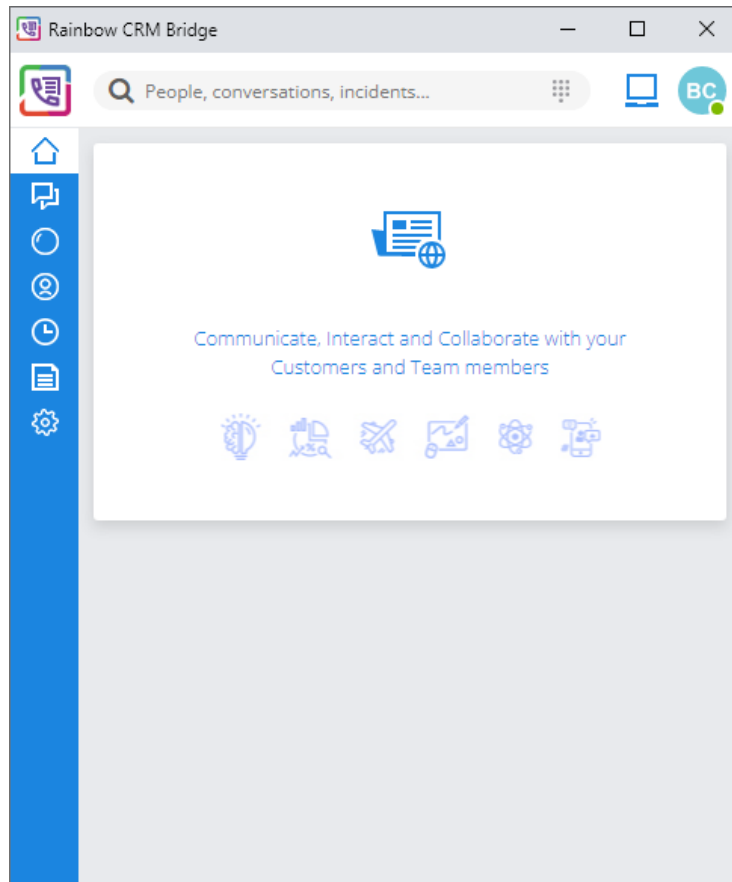 Rainbow CRM Bridge
People, conversations, incidents...
BC
Communicate, Interact and Collaborate with your
Customers and Team members